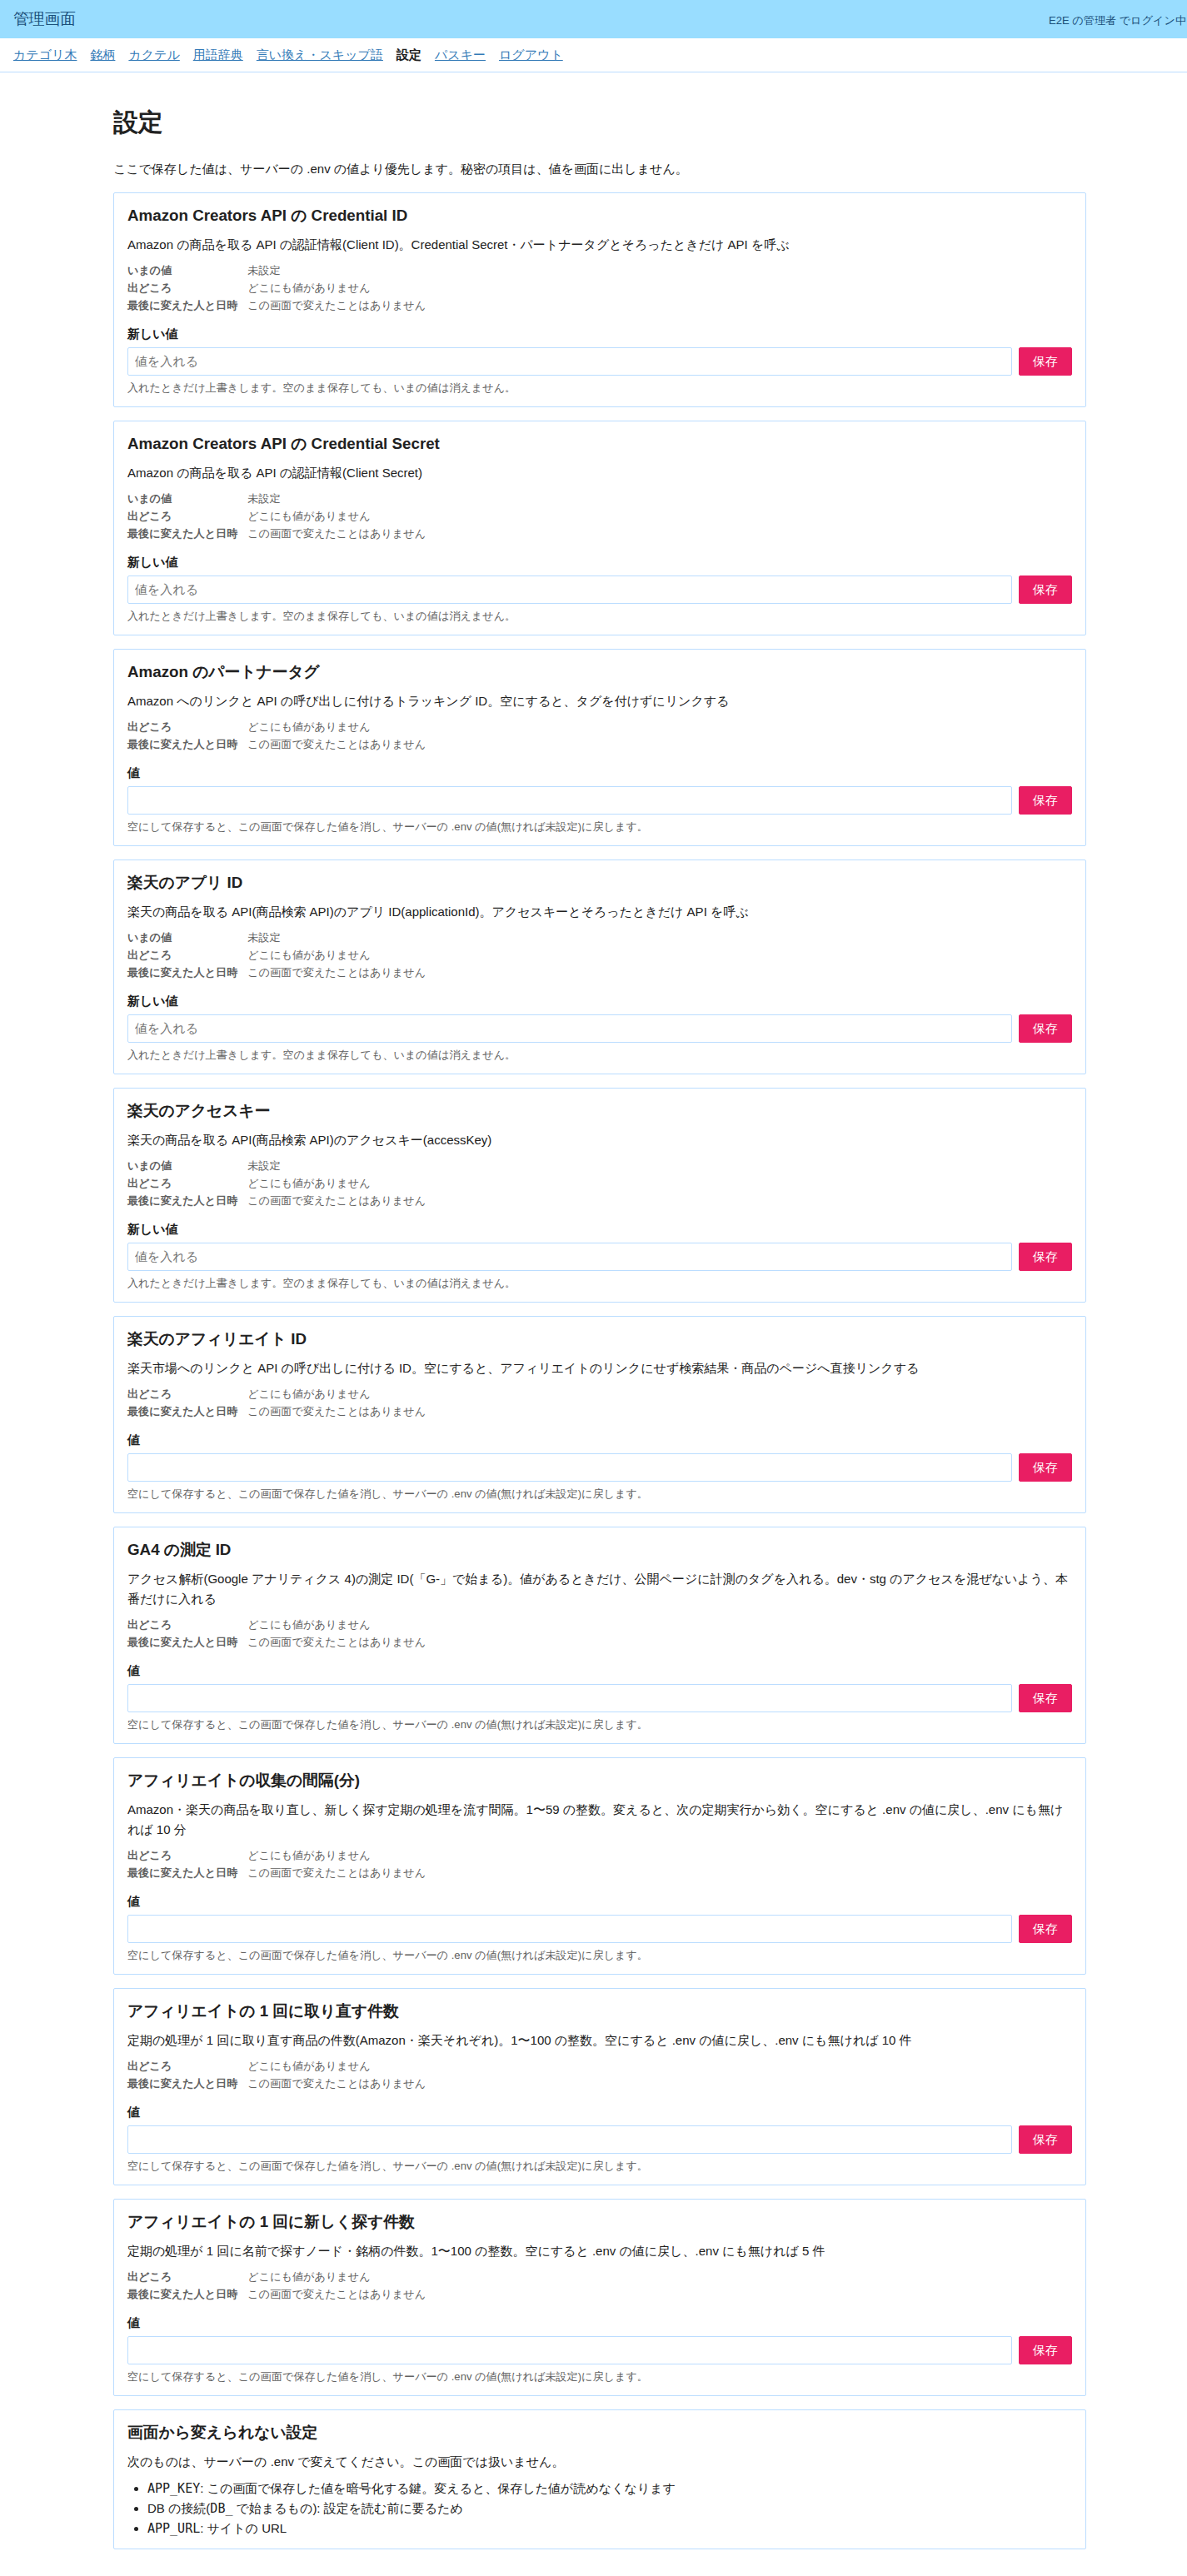 管理画面
E2E の管理者 でログイン中
カテゴリ木 銘柄 カクテル 用語辞典 言い換え・スキップ語 設定 パスキー ログアウト
設定
ここで保存した値は、サーバーの .env の値より優先します。秘密の項目は、値を画面に出しません。
Amazon Creators API の Credential ID
Amazon の商品を取る API の認証情報(Client ID)。Credential Secret・パートナータグとそろったときだけ API を呼ぶ
いまの値 未設定
出どころ どこにも値がありません
最後に変えた人と日時 この画面で変えたことはありません
新しい値
値を入れる 保存
入れたときだけ上書きします。空のまま保存しても、いまの値は消えません。
Amazon Creators API の Credential Secret
Amazon の商品を取る API の認証情報(Client Secret)
いまの値 未設定
出どころ どこにも値がありません
最後に変えた人と日時 この画面で変えたことはありません
新しい値
値を入れる 保存
入れたときだけ上書きします。空のまま保存しても、いまの値は消えません。
Amazon のパートナータグ
Amazon へのリンクと API の呼び出しに付けるトラッキング ID。空にすると、タグを付けずにリンクする
出どころ どこにも値がありません
最後に変えた人と日時 この画面で変えたことはありません
値
保存
空にして保存すると、この画面で保存した値を消し、サーバーの .env の値(無ければ未設定)に戻します。
楽天のアプリ ID
楽天の商品を取る API(商品検索 API)のアプリ ID(applicationId)。アクセスキーとそろったときだけ API を呼ぶ
いまの値 未設定
出どころ どこにも値がありません
最後に変えた人と日時 この画面で変えたことはありません
新しい値
値を入れる 保存
入れたときだけ上書きします。空のまま保存しても、いまの値は消えません。
楽天のアクセスキー
楽天の商品を取る API(商品検索 API)のアクセスキー(accessKey)
いまの値 未設定
出どころ どこにも値がありません
最後に変えた人と日時 この画面で変えたことはありません
新しい値
値を入れる 保存
入れたときだけ上書きします。空のまま保存しても、いまの値は消えません。
楽天のアフィリエイト ID
楽天市場へのリンクと API の呼び出しに付ける ID。空にすると、アフィリエイトのリンクにせず検索結果・商品のページへ直接リンクする
出どころ どこにも値がありません
最後に変えた人と日時 この画面で変えたことはありません
値
保存
空にして保存すると、この画面で保存した値を消し、サーバーの .env の値(無ければ未設定)に戻します。
GA4 の測定 ID
アクセス解析(Google アナリティクス 4)の測定 ID(「G-」で始まる)。値があるときだけ、公開ページに計測のタグを入れる。dev・stg のアクセスを混ぜないよう、本
番だけに入れる
出どころ どこにも値がありません
最後に変えた人と日時 この画面で変えたことはありません
値
保存
空にして保存すると、この画面で保存した値を消し、サーバーの .env の値(無ければ未設定)に戻します。
アフィリエイトの収集の間隔(分)
Amazon・楽天の商品を取り直し、新しく探す定期の処理を流す間隔。1〜59 の整数。変えると、次の定期実行から効く。空にすると .env の値に戻し、.env にも無け
れば 10 分
出どころ どこにも値がありません
最後に変えた人と日時 この画面で変えたことはありません
値
保存
空にして保存すると、この画面で保存した値を消し、サーバーの .env の値(無ければ未設定)に戻します。
アフィリエイトの 1 回に取り直す件数
定期の処理が 1 回に取り直す商品の件数(Amazon・楽天それぞれ)。1〜100 の整数。空にすると .env の値に戻し、.env にも無ければ 10 件
出どころ どこにも値がありません
最後に変えた人と日時 この画面で変えたことはありません
値
保存
空にして保存すると、この画面で保存した値を消し、サーバーの .env の値(無ければ未設定)に戻します。
アフィリエイトの 1 回に新しく探す件数
定期の処理が 1 回に名前で探すノード・銘柄の件数。1〜100 の整数。空にすると .env の値に戻し、.env にも無ければ 5 件
出どころ どこにも値がありません
最後に変えた人と日時 この画面で変えたことはありません
値
保存
空にして保存すると、この画面で保存した値を消し、サーバーの .env の値(無ければ未設定)に戻します。
画面から変えられない設定
次のものは、サーバーの .env で変えてください。この画面では扱いません。
• APP_KEY: この画面で保存した値を暗号化する鍵。変えると、保存した値が読めなくなります
• DB の接続(DB_ で始まるもの): 設定を読む前に要るため
• APP_URL: サイトの URL